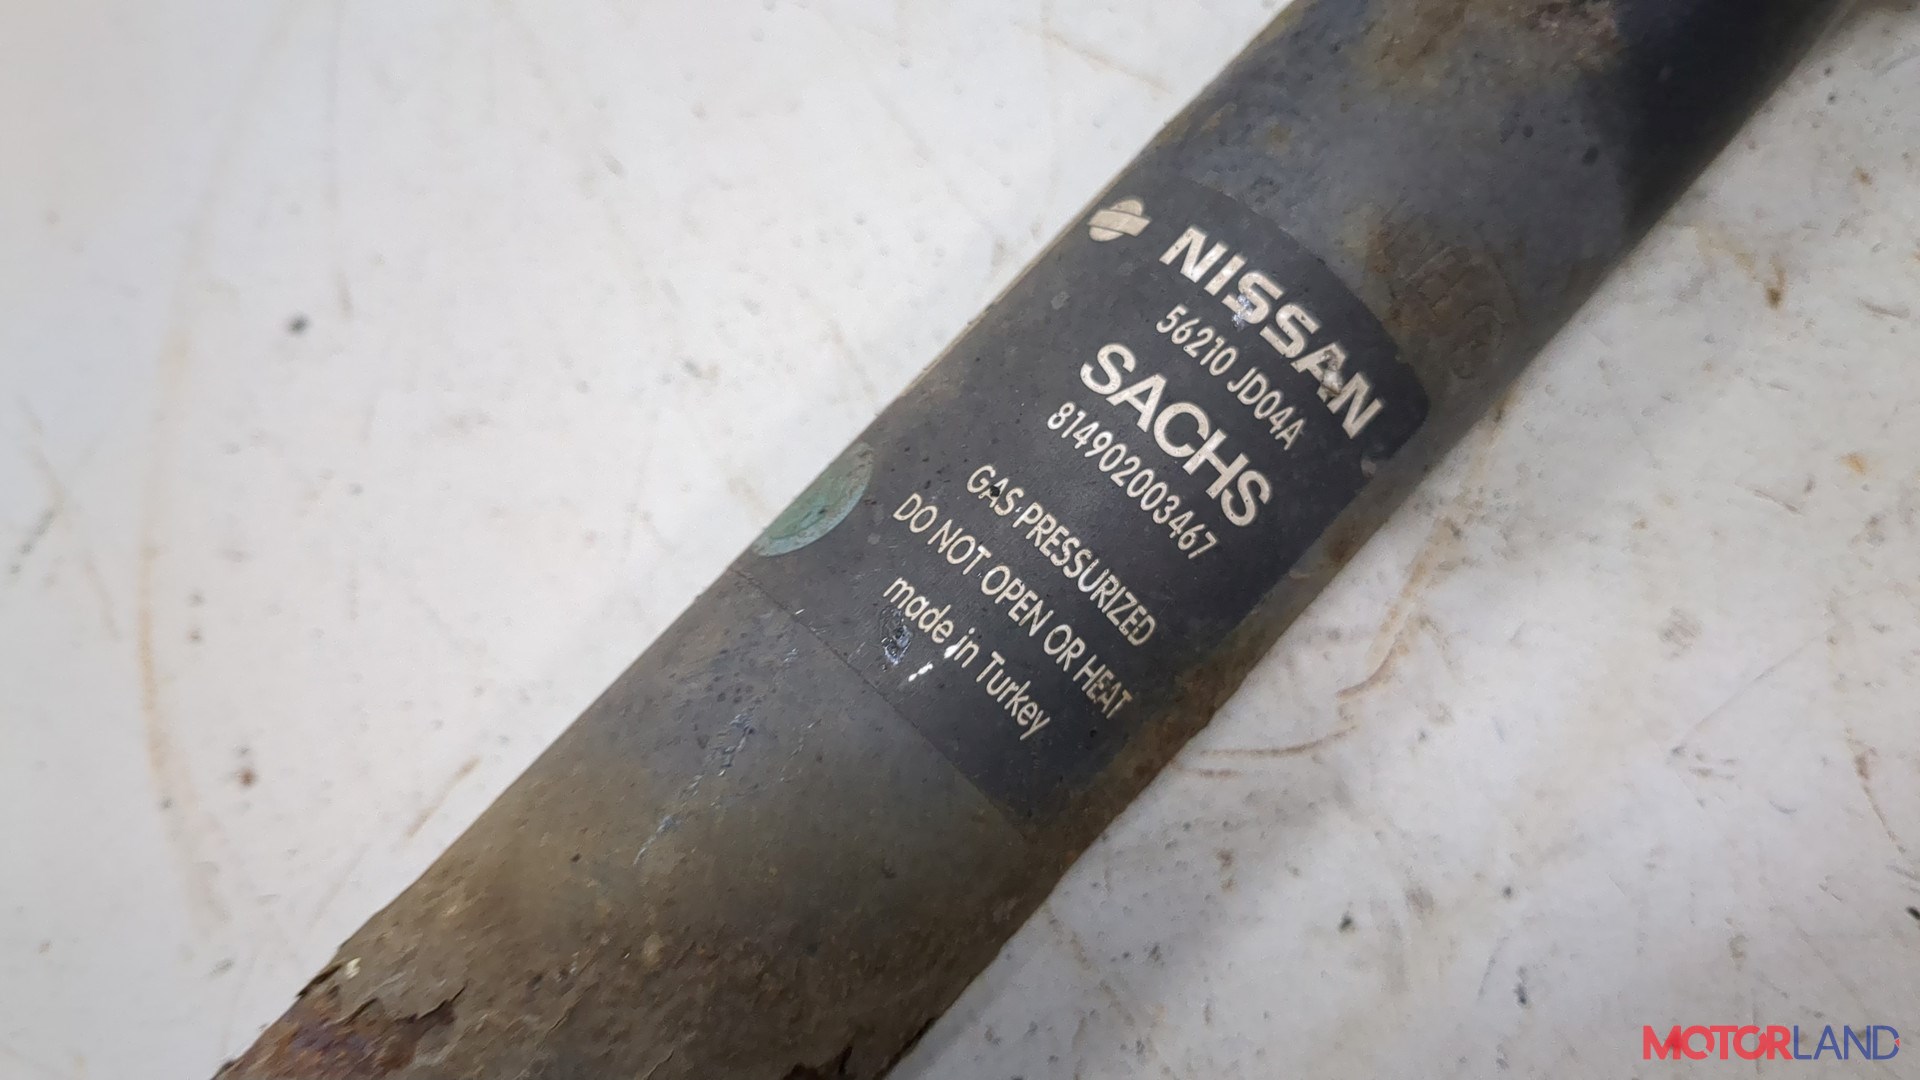 NISSAN
56210 JD04A
SACHS
814902003467
GAS PRESSURIZED
DO NOT OPEN OR HEAT
made in Turkey
MOTORLAND